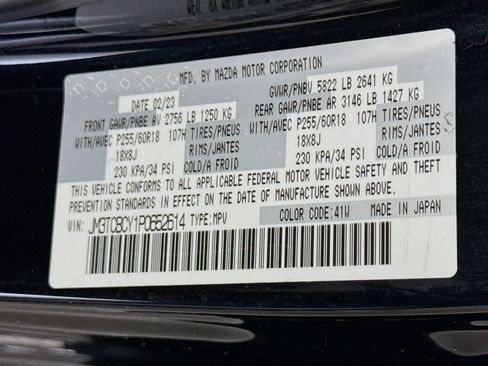 MFD. BY MAZDA MOTOR CORPORATION
DATE 02/23
GVWR/PNBV 5822 LB 2641 KG
FRONT GAWR/PNBE AV 2756 LB 1250 KG
REAR GAWR/PNBE AR 3146 LB 1427 KG
WITH/AVEC P255/60R18 107H TIRES/PNEUS
WITH/AVEC P255/60R18 107H TIRES/PNEUS
18X8J RIMS/JANTES
18X8J RIMS/JANTES
230 KPA/34 PSI COLD/A FROID
230 KPA/34 PSI COLD/A FROID
THIS VEHICLE CONFORMS TO ALL APPLICABLE FEDERAL MOTOR VEHICLE SAFETY AND THEFT
PREVENTION STANDARDS IN EFFECT ON THE DATE OF MANUFACTURE SHOWN ABOVE.
VIN: JM3TCBCY1P0652614 TYPE:MPV COLOR CODE:41W MADE IN JAPAN